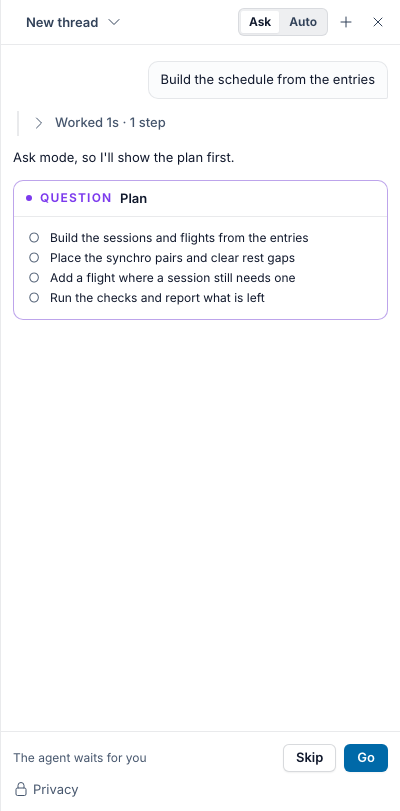 New thread
Ask Auto
Build the schedule from the entries
Worked 1s · 1 step
Ask mode, so I'll show the plan first.
QUESTION Plan
Build the sessions and flights from the entries
Place the synchro pairs and clear rest gaps
Add a flight where a session still needs one
Run the checks and report what is left
The agent waits for you
Skip
Go
Privacy